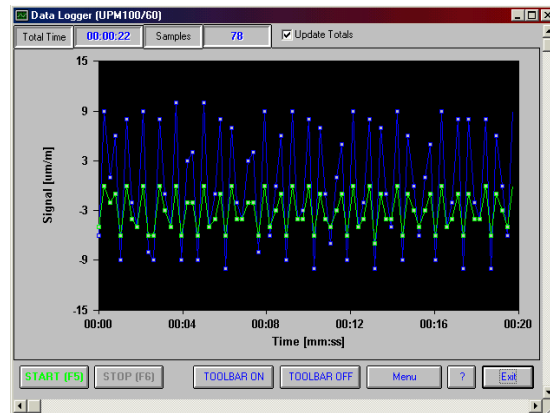 Data Logger (UPM100/60)
Total Time 00:00:22 Samples 78 Update Totals
15
9
3
-3
-9
-15
Signal [um/m]
00:00 00:04 00:08 00:12 00:16 00:20
Time [mm:ss]
START (F5) STOP (F6) TOOLBAR ON TOOLBAR OFF Menu ? Exit